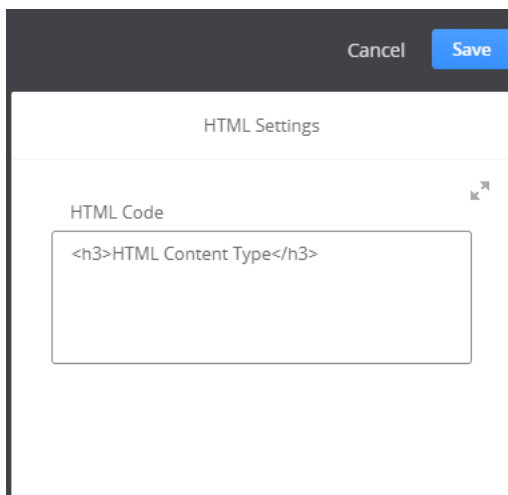 Cancel Save
HTML Settings
HTML Code
<h3>HTML Content Type</h3>